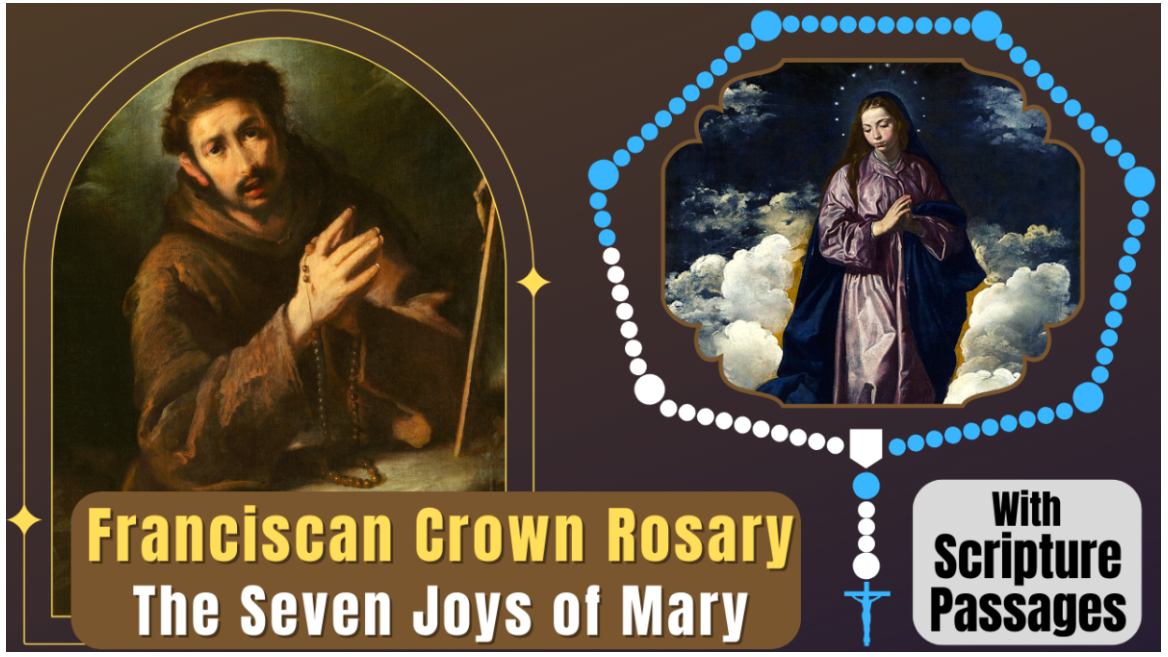 Franciscan Crown Rosary
The Seven Joys of Mary
With
Scripture
Passages